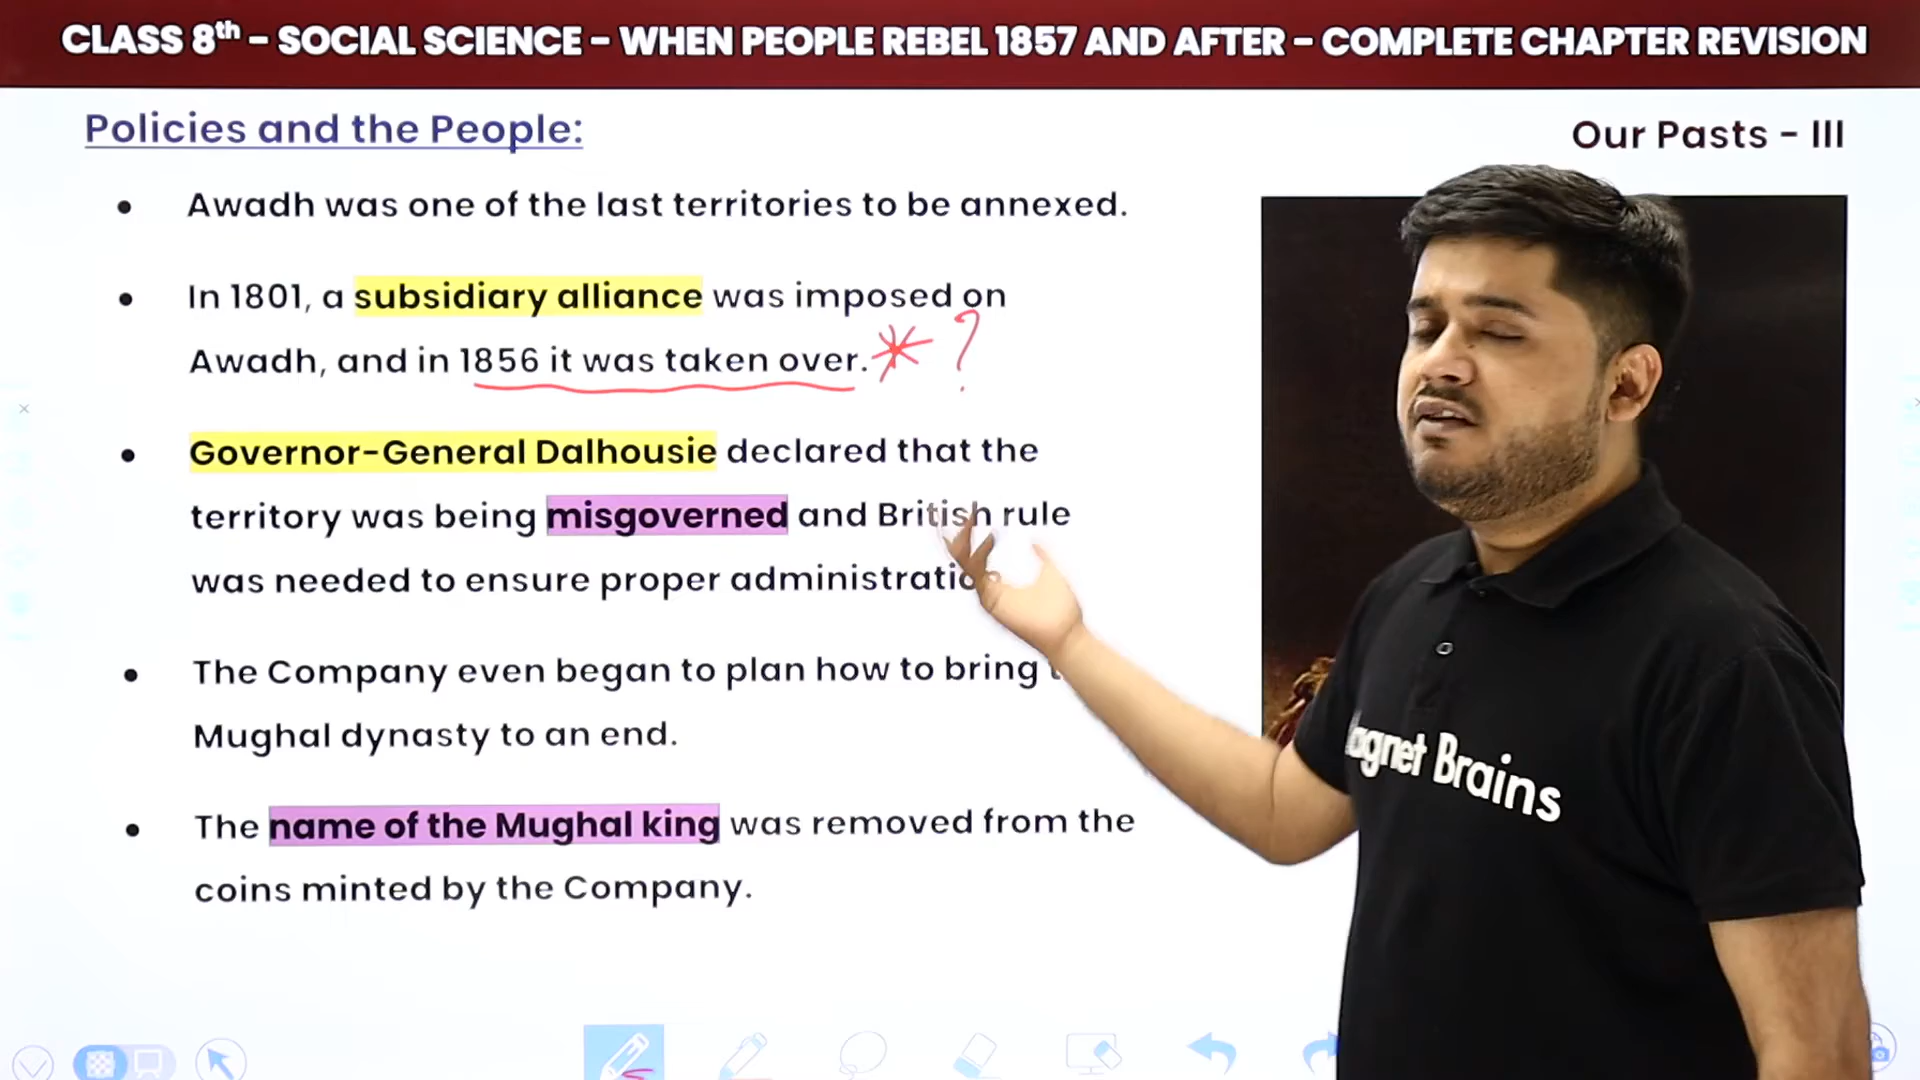 CLASS 8th – SOCIAL SCIENCE – WHEN PEOPLE REBEL 1857 AND AFTER – COMPLETE CHAPTER REVISION
Policies and the People:
Our Pasts - III
• Awadh was one of the last territories to be annexed.
• In 1801, a subsidiary alliance was imposed on
Awadh, and in 1856 it was taken over. * ?
• Governor-General Dalhousie declared that the
territory was being misgoverned and British rule
was needed to ensure proper administratio
• The Company even began to plan how to bring
Mughal dynasty to an end.
• The name of the Mughal king was removed from the
coins minted by the Company.
agnet Brains